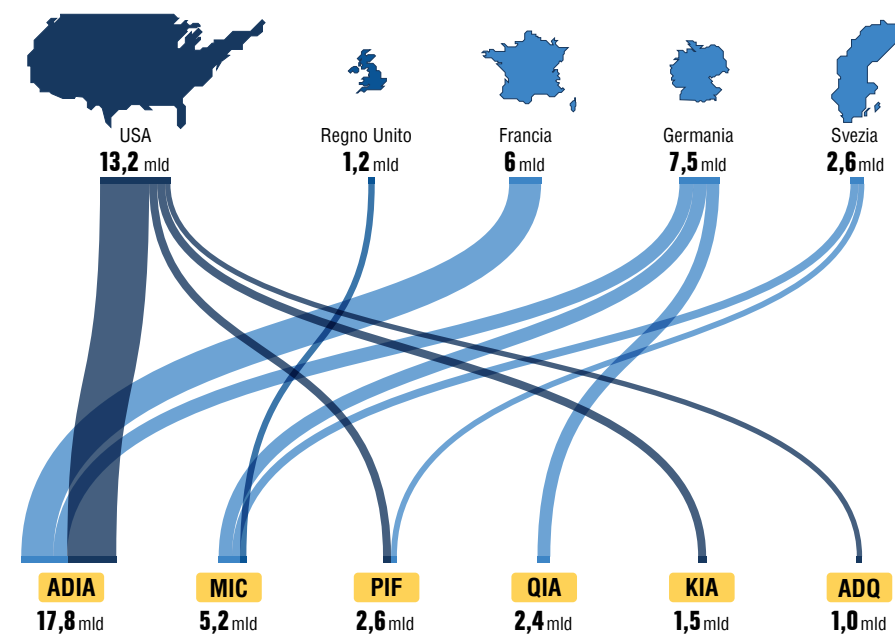 USA
13,2 mld
Regno Unito
1,2 mld
Francia
6 mld
Germania
7,5 mld
Svezia
2,6 mld
ADIA
17,8 mld
MIC
5,2 mld
PIF
2,6 mld
QIA
2,4 mld
KIA
1,5 mld
ADQ
1,0 mld